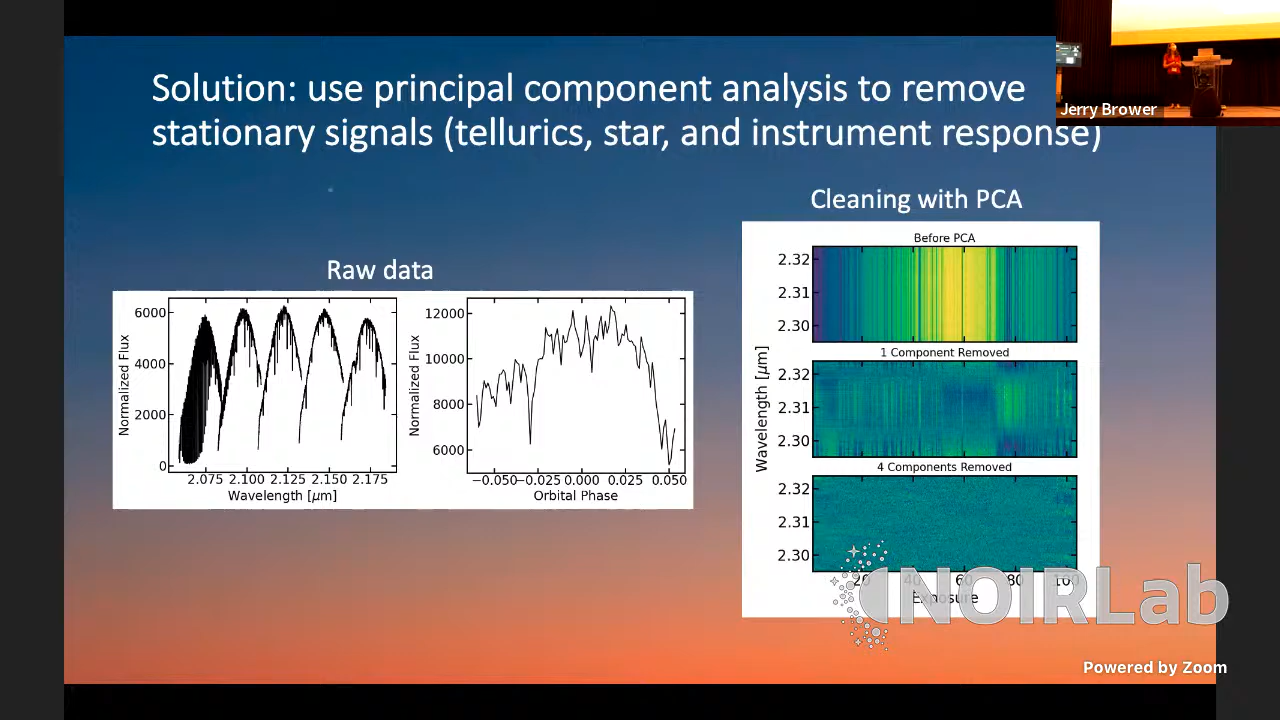 Solution: use principal component analysis to remove
stationary signals (tellurics, star, and instrument response)
Jerry Brower
Raw data
Normalized Flux
6000
4000
2000
0
2.075 2.100 2.125 2.150 2.175
Wavelength [μm]
Normalized Flux
12000
10000
8000
6000
−0.050 −0.025 0.000 0.025 0.050
Orbital Phase
Cleaning with PCA
Before PCA
2.32
2.31
2.30
1 Component Removed
2.32
2.31
2.30
Wavelength [μm]
4 Components Removed
2.32
2.31
2.30
20 40 60 80 100
Exposure
NOIRLab
Powered by Zoom